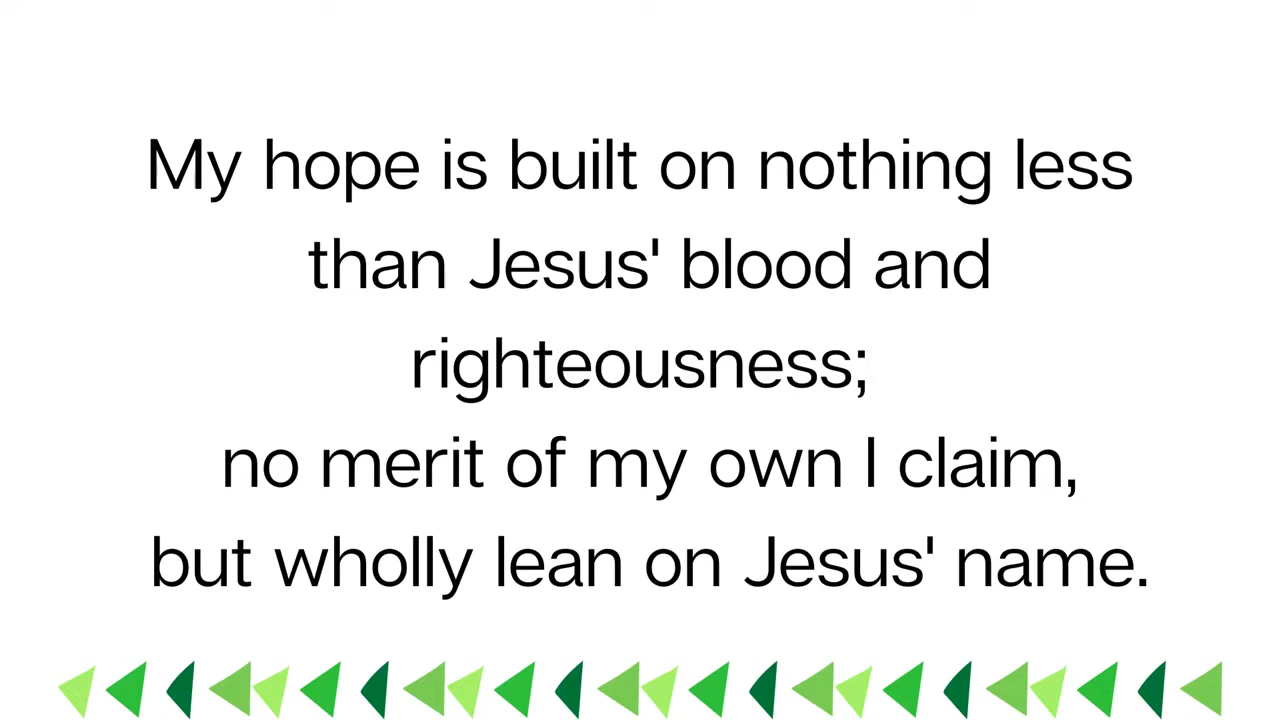 My hope is built on nothing less
than Jesus' blood and
righteousness;
no merit of my own I claim,
but wholly lean on Jesus' name.